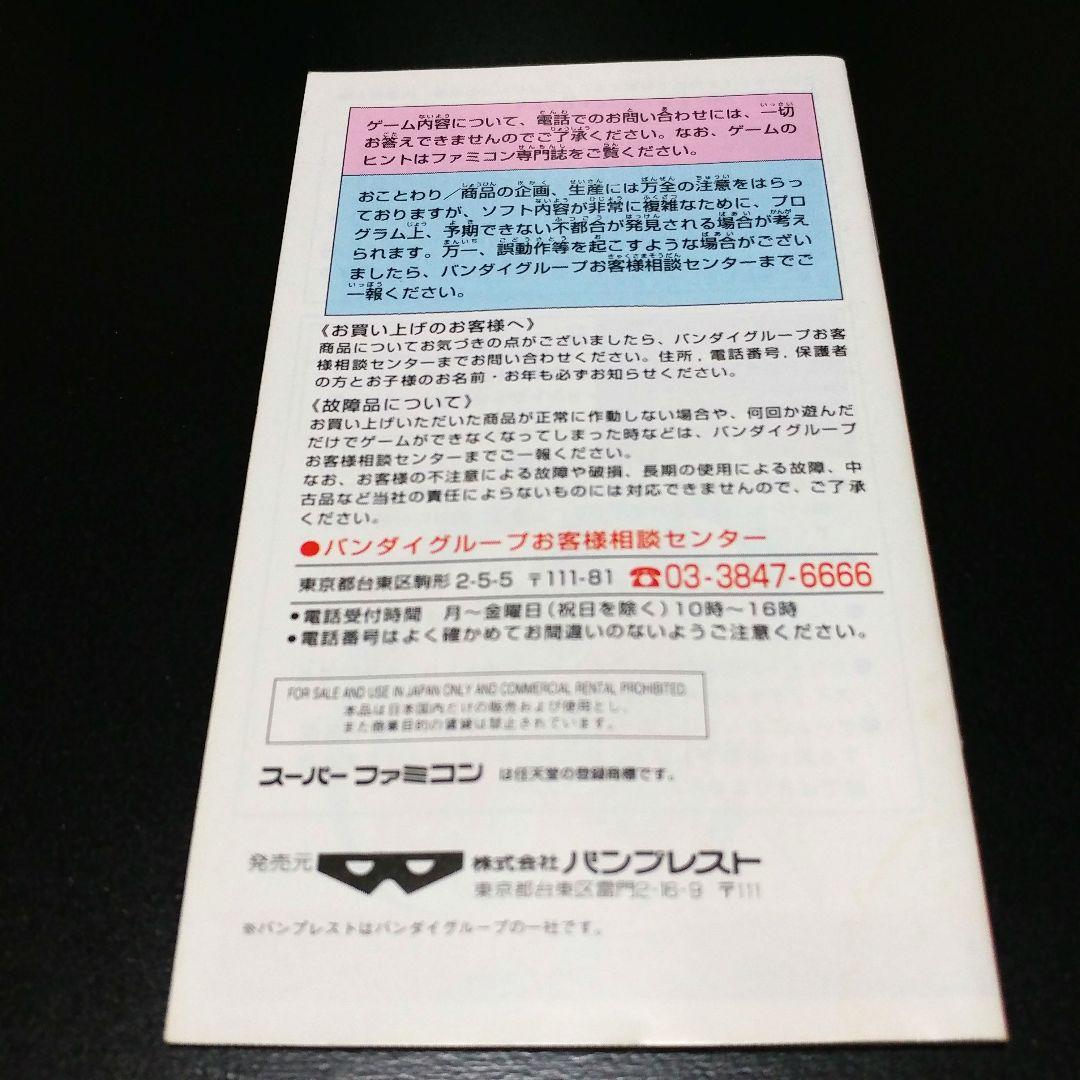 ゲーム内容について、電話でのお問い合わせには、一切
お答えできませんのでご了承ください。なお、ゲームの
ヒントはファミコン専門誌をご覧ください。
おことわり／商品の企画、生産には万全の注意をはらっ
ておりますが、ソフト内容が非常に複雑なために、プロ
グラム上、予期できない不都合が発見される場合が考え
られます。万一、誤動作等を起こすような場合がござい
ましたら、バンダイグループお客様相談センターまでご
一報ください。
《お買い上げのお客様へ》
商品についてお気づきの点がございましたら、バンダイグループお客
様相談センターまでお問い合わせください。住所．電話番号．保護者
の方とお子様のお名前・お年も必ずお知らせください。
《故障品について》
お買い上げいただいた商品が正常に作動しない場合や、何回か遊んだ
だけでゲームができなくなってしまった時などは、バンダイグループ
お客様相談センターまでご一報ください。
なお、お客様の不注意による故障や破損、長期の使用による故障、中
古品など当社の責任によらないものには対応できませんので、ご了承
ください。
●バンダイグループお客様相談センター
東京都台東区駒形2-5-5 〒111-81 ☎03-3847-6666
●電話受付時間 月〜金曜日（祝日を除く）10時〜16時
●電話番号はよく確かめてお間違いのないようご注意ください。
FOR SALE AND USE IN JAPAN ONLY AND COMMERCIAL RENTAL PROHIBITED.
本品は日本国内だけの販売および使用とし、
また商業目的の賃貸は禁止されています。
スーパーファミコン は任天堂の登録商標です。
発売元 株式会社 バンプレスト
東京都台東区雷門2-16-9 〒111
※バンプレストはバンダイグループの一社です。